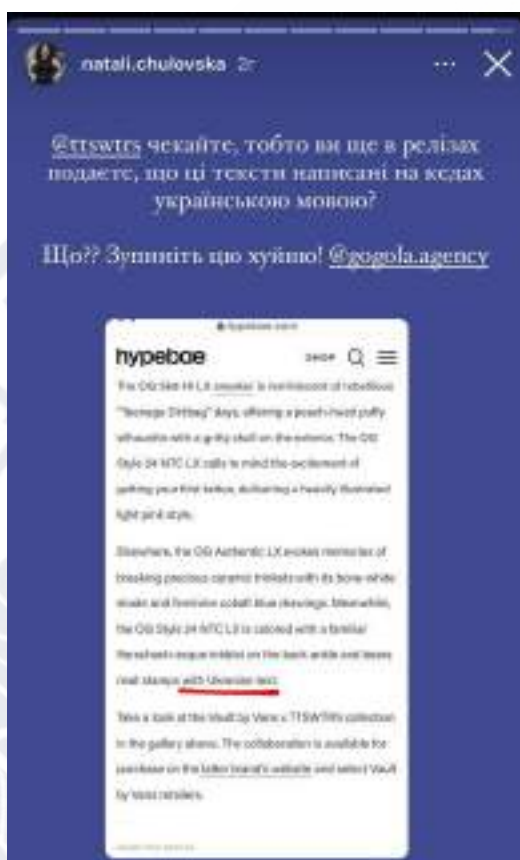 natali.chulovska 2г
@ttswtrs чекайте, тобто ви ще в релізах
подаєте, що ці тексти написані на кедах
українською мовою?
Що?? Зупиніть цю хуйню! @gogola.agency
hypebae SHOP
The OG Sk8-Hi LX sneaker is reminiscent of rebellious
"Teenage Dirtbag" days, offering a peach-hued puffy
silhouette with a gritty skull on the exterior. The OG
Style 24 NTC LX calls to mind the excitement of
getting your first tattoo, delivering a heavily illustrated
light pink style.
Elsewhere, the OG Authentic LX evokes memories of
breaking precious ceramic trinkets with its bone-white
shade and feminine cobalt blue drawings. Meanwhile,
the OG Style 24 NTC LX is colored with a familiar
on the back ankle and
read stamps with Ukrainian text.
Take a look at the Vault by Vans x TTSWTRS collection
in the gallery above. The collaboration is available for
purchase on the latter brand's website and select Vault
by Vans retailers.